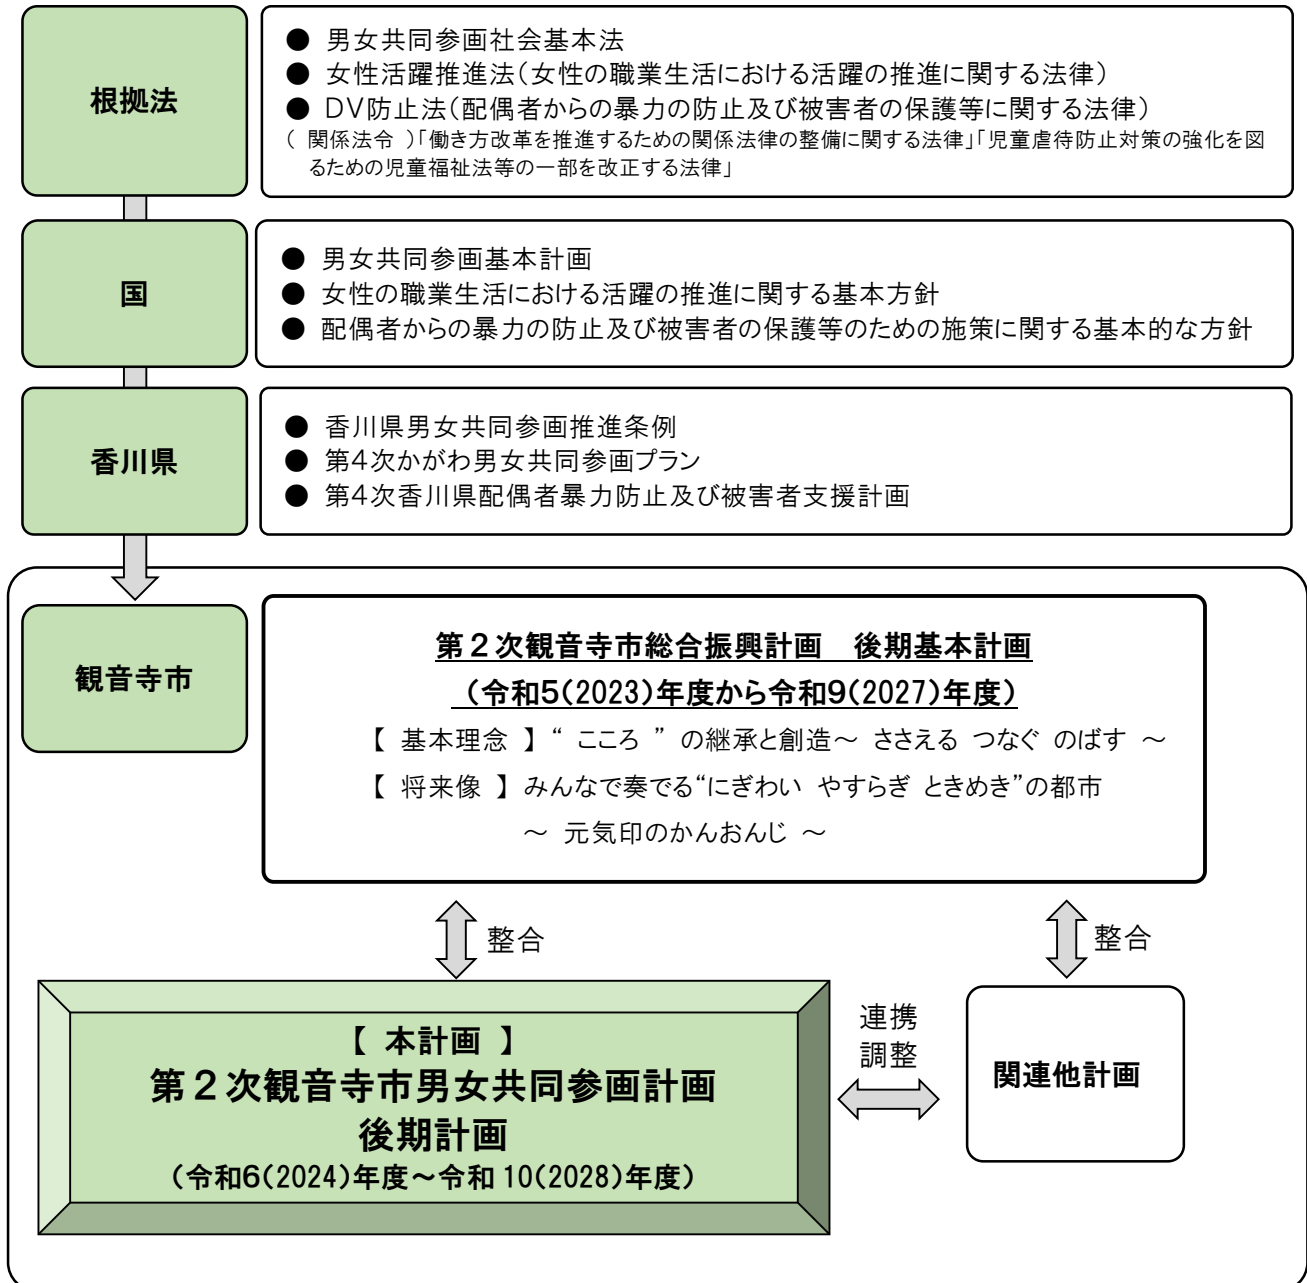 根拠法
● 男女共同参画社会基本法
● 女性活躍推進法(女性の職業生活における活躍の推進に関する法律)
● DV防止法(配偶者からの暴力の防止及び被害者の保護等に関する法律)
( 関係法令 )「働き方改革を推進するための関係法律の整備に関する法律」「児童虐待防止対策の強化を図
るための児童福祉法等の一部を改正する法律」
国
● 男女共同参画基本計画
● 女性の職業生活における活躍の推進に関する基本方針
● 配偶者からの暴力の防止及び被害者の保護等のための施策に関する基本的な方針
香川県
● 香川県男女共同参画推進条例
● 第4次かがわ男女共同参画プラン
● 第4次香川県配偶者暴力防止及び被害者支援計画
観音寺市
第2次観音寺市総合振興計画 後期基本計画
(令和5(2023)年度から令和9(2027)年度)
【 基本理念 】“ こころ ” の継承と創造~ ささえる つなぐ のばす ~
【 将来像 】 みんなで奏でる“にぎわい やすらぎ ときめき”の都市
~ 元気印のかんおんじ ~
整合
整合
【 本計画 】
第2次観音寺市男女共同参画計画
後期計画
(令和6(2024)年度~令和10(2028)年度)
連携
調整
関連他計画